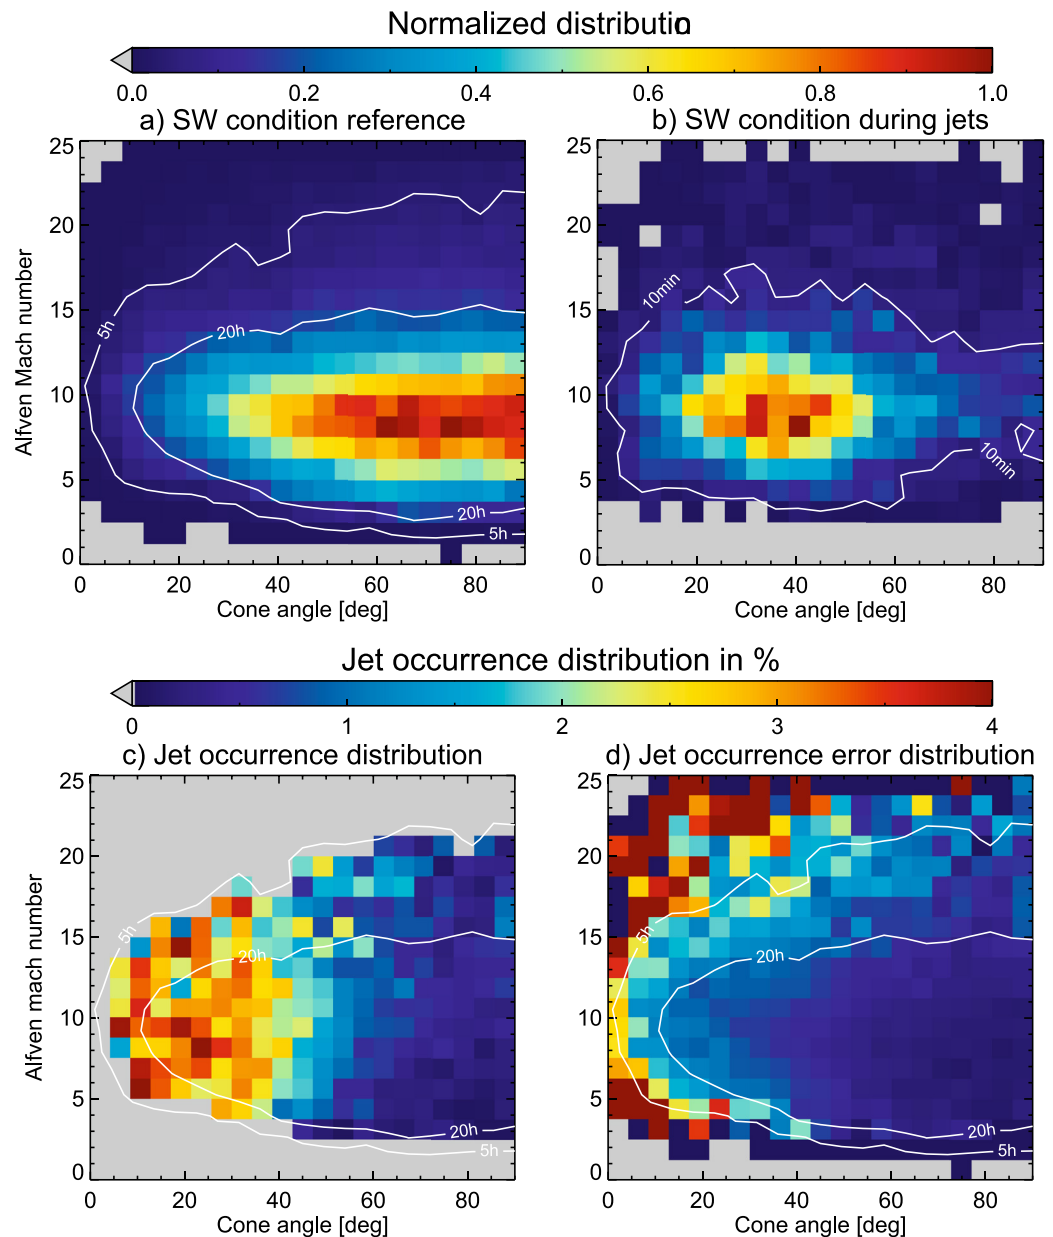 Normalized distribution
0.0 0.2 0.4 0.6 0.8 1.0
a) SW condition reference
b) SW condition during jets
25
20
15
10
5
0
Alfven Mach number
5h
20h
20h
5h
0 20 40 60 80
Cone angle [deg]
25
20
15
10
5
0
10min
10min
0 20 40 60 80
Cone angle [deg]
Jet occurrence distribution in %
0 1 2 3 4
c) Jet occurrence distribution
d) Jet occurrence error distribution
25
20
15
10
5
0
Alfven mach number
5h
20h
20h
5h
0 20 40 60 80
Cone angle [deg]
25
20
15
10
5
0
5h
20h
20h
5h
0 20 40 60 80
Cone angle [deg]